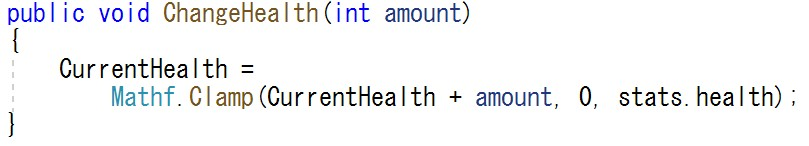 public void ChangeHealth(int amount)
{
    CurrentHealth =
        Mathf.Clamp(CurrentHealth + amount, 0, stats.health);
}